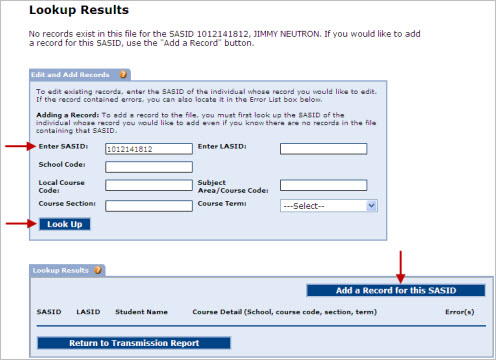 Lookup Results
No records exist in this file for the SASID 1012141812, JIMMY NEUTRON. If you would like to add
a record for this SASID, use the "Add a Record" button.
Edit and Add Records ?
To edit existing records, enter the SASID of the individual whose record you would like to edit.
If the record contained errors, you can also locate it in the Error List box below.
Adding a Record: To add a record to the file, you must first look up the SASID of the
individual whose record you would like to add even if you know there are no records in the file
containing that SASID.
Enter SASID: 1012141812 Enter LASID:
School Code:
Local Course Code: Subject Area/Course Code:
Course Section: Course Term: ---Select--
Look Up
Lookup Results ?
Add a Record for this SASID
SASID LASID Student Name Course Detail (School, course code, section, term) Error(s)
Return to Transmission Report